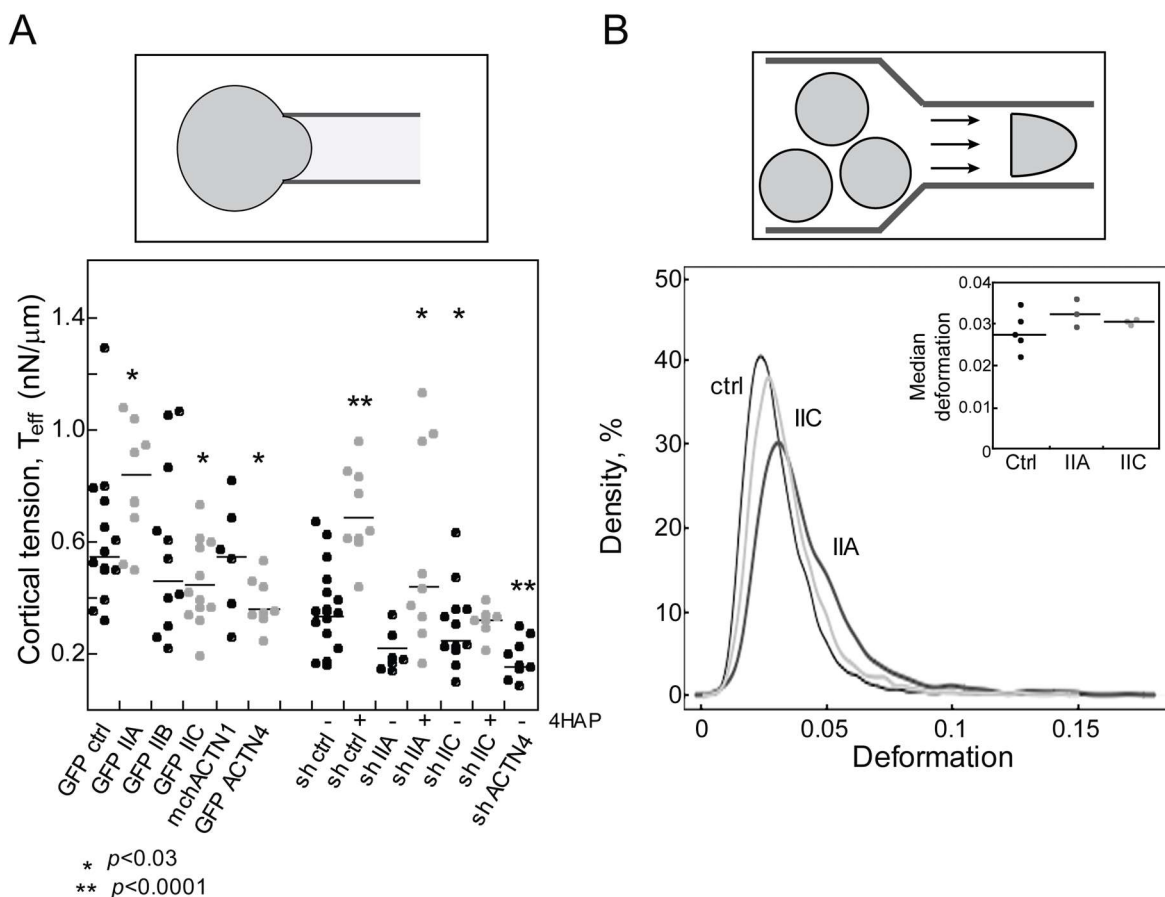 A
B
Cortical tension, Teff (nN/μm)
1.4
1.0
0.6
0.2
*
*
*
**
*
*
**
GFP ctrl
GFP IIA
GFP IIB
GFP IIC
mchACTN1
GFP ACTN4
sh ctrl
sh ctrl
sh IIA
sh IIA
sh IIC
sh IIC
sh ACTN4
- + - + - + - 4HAP
* p<0.03
** p<0.0001
Density, %
50
40
30
20
10
0
ctrl
IIC
IIA
0 0.05 0.1 0.15
Deformation
Median
deformation
0.04
0.03
0.02
0.01
0
Ctrl IIA IIC